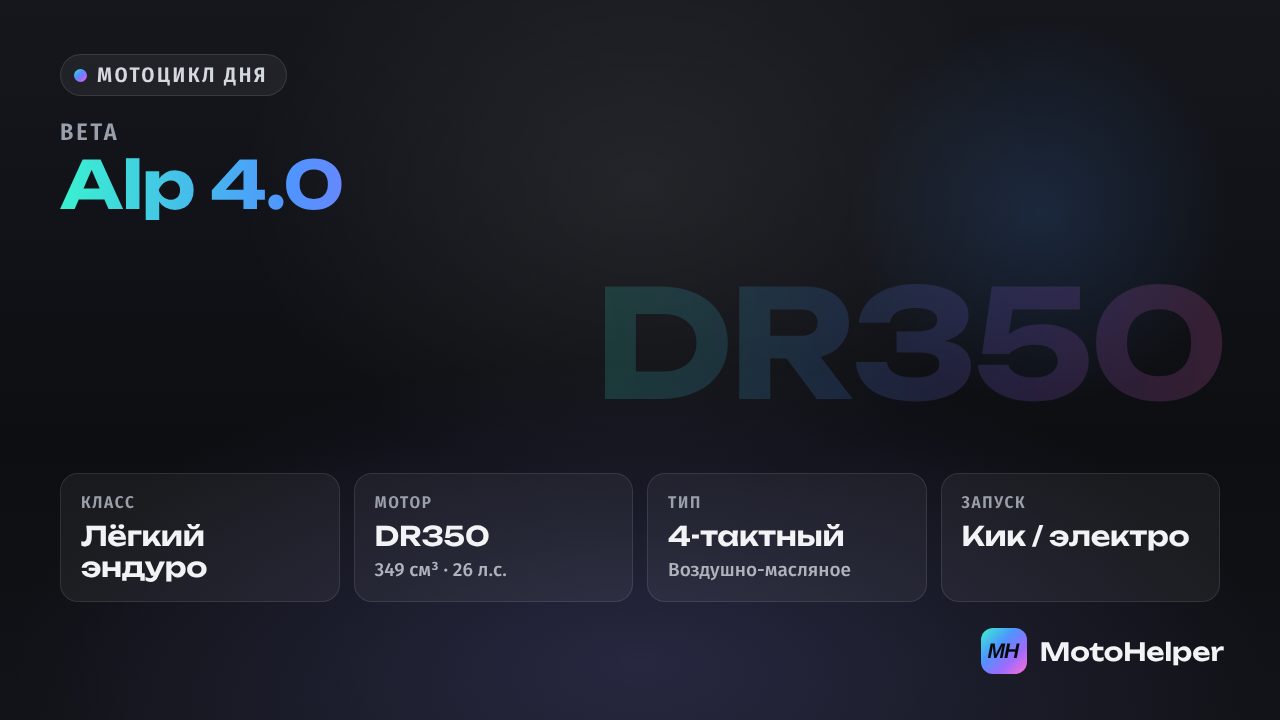 МОТОЦИКЛ ДНЯ
BETA
Alp 4.0
DR350
КЛАСС
Лёгкий
эндуро
МОТОР
DR350
349 см³ · 26 л.с.
ТИП
4-тактный
Воздушно-масляное
ЗАПУСК
Кик / электро
MH MotoHelper